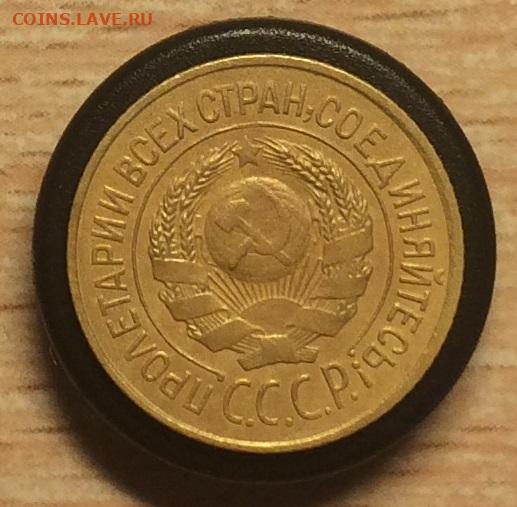 COINS.LAVE.RU
ПРОЛЕТАРИИ ВСЕХ СТРАН, СОЕДИНЯЙТЕСЬ!
С.С.С.Р.